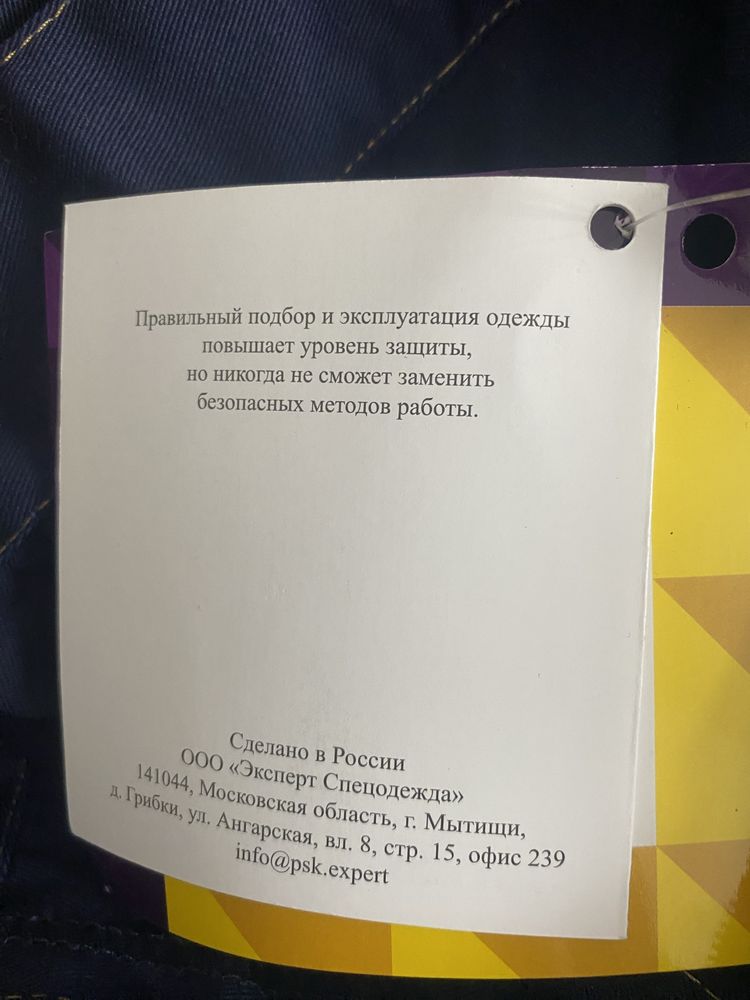 Правильный подбор и эксплуатация одежды
повышает уровень защиты,
но никогда не сможет заменить
безопасных методов работы.
Сделано в России
ООО «Эксперт Спецодежда»
141044, Московская область, г. Мытищи,
д. Грибки, ул. Ангарская, вл. 8, стр. 15, офис 239
info@psk.expert